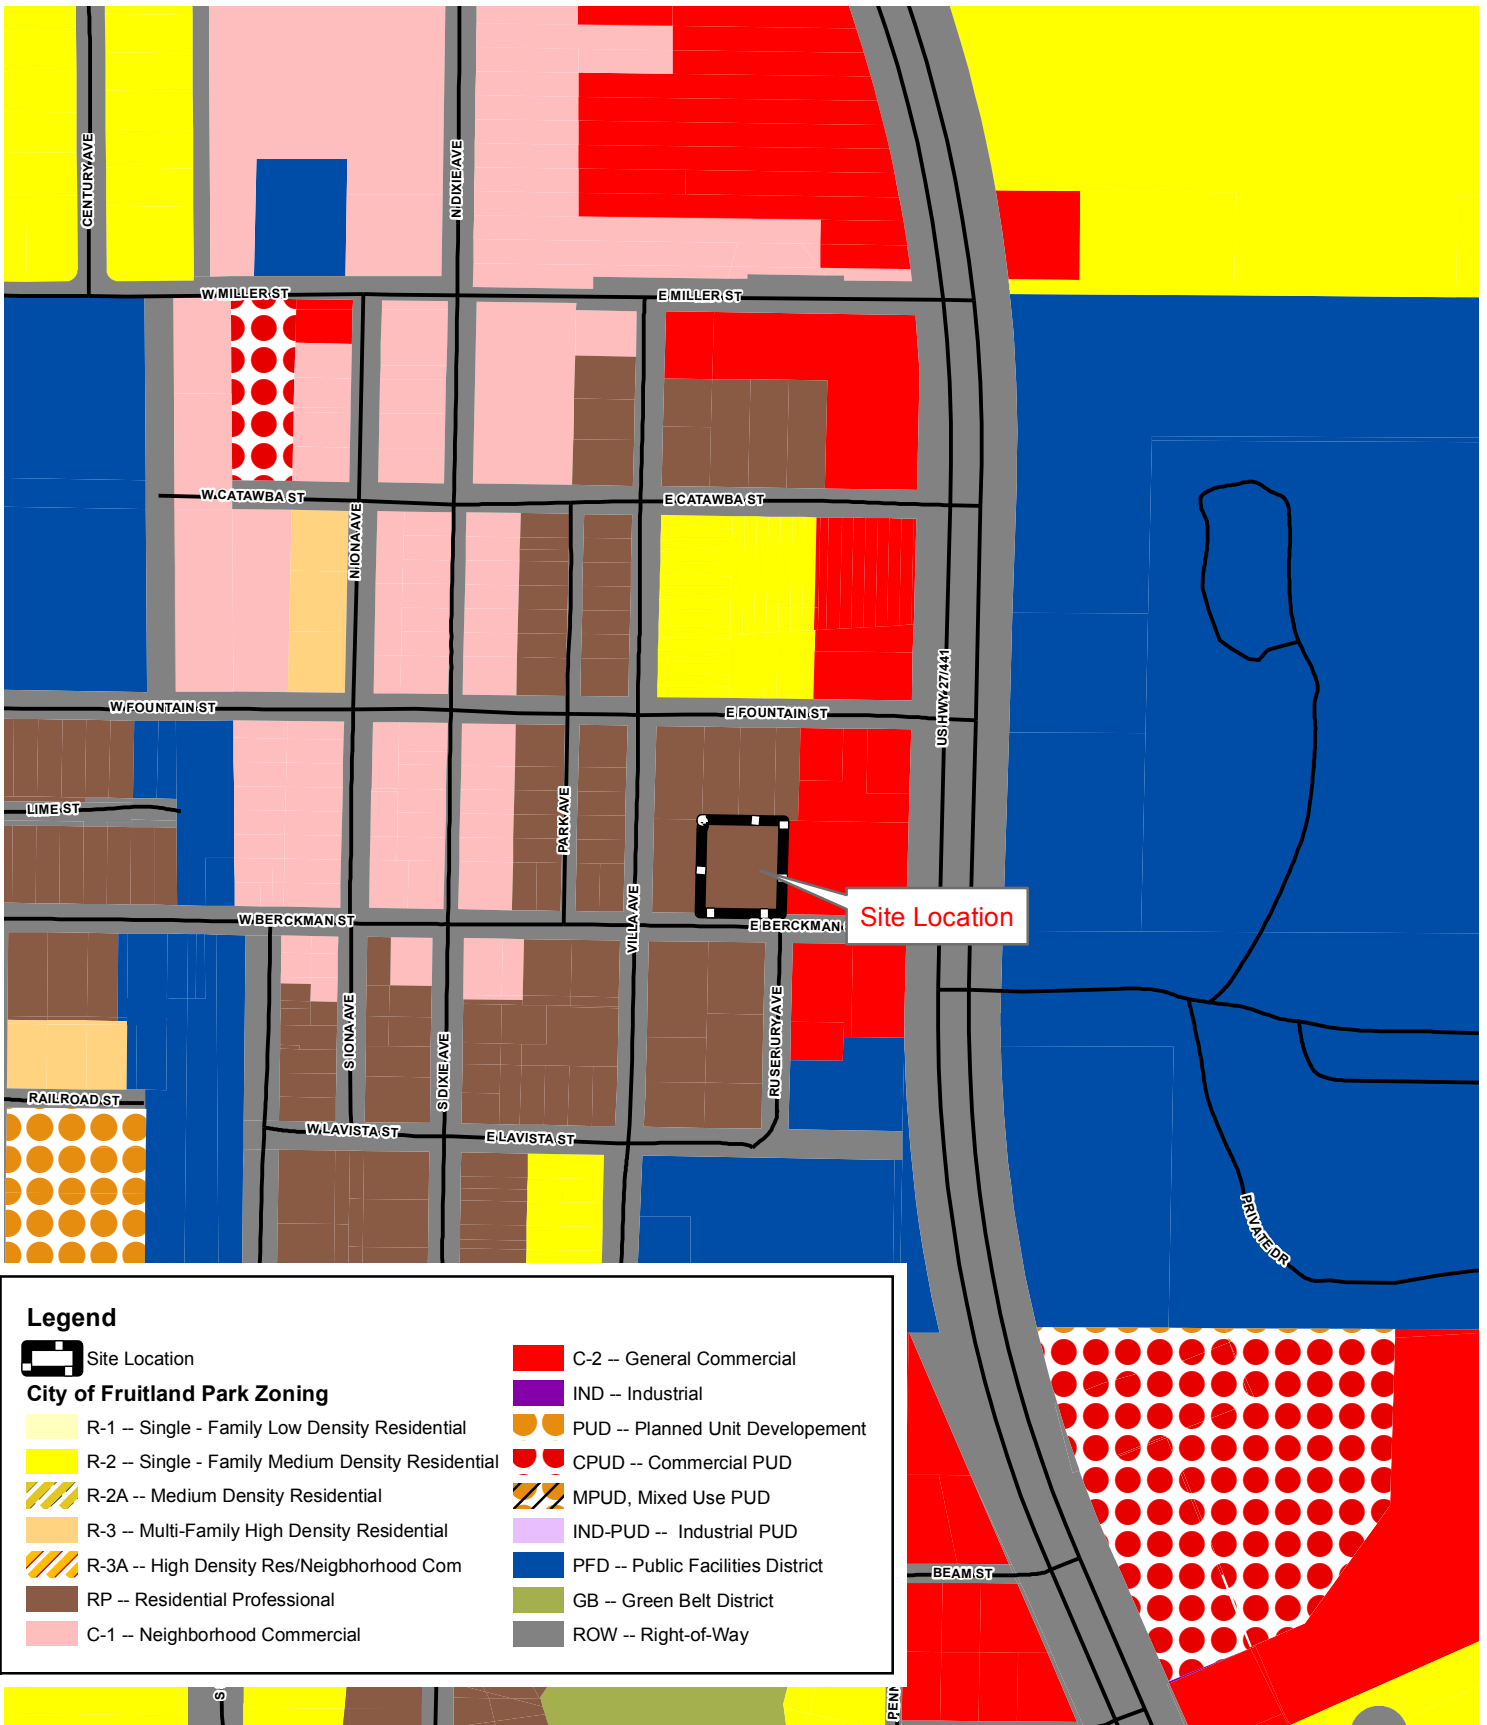 CENTURY AVE
N DIXIE AVE
W MILLER ST
E MILLER ST
W CATAWBA ST
E CATAWBA ST
N IONA AVE
US HWY 27/441
W FOUNTAIN ST
E FOUNTAIN ST
LIME ST
PARK AVE
VILLA AVE
Site Location
W BERCKMAN ST
E BERCKMAN
S IONA AVE
S DIXIE AVE
RUSERURY AVE
RAILROAD ST
W LAVISTA ST
E LAVISTA ST
PRIVATE DR
Legend
Site Location
City of Fruitland Park Zoning
R-1 -- Single - Family Low Density Residential
R-2 -- Single - Family Medium Density Residential
R-2A -- Medium Density Residential
R-3 -- Multi-Family High Density Residential
R-3A -- High Density Res/Neigbhorhood Com
RP -- Residential Professional
C-1 -- Neighborhood Commercial
C-2 -- General Commercial
IND -- Industrial
PUD -- Planned Unit Developement
CPUD -- Commercial PUD
MPUD, Mixed Use PUD
IND-PUD -- Industrial PUD
PFD -- Public Facilities District
GB -- Green Belt District
ROW -- Right-of-Way
BEAM ST
S
PENN